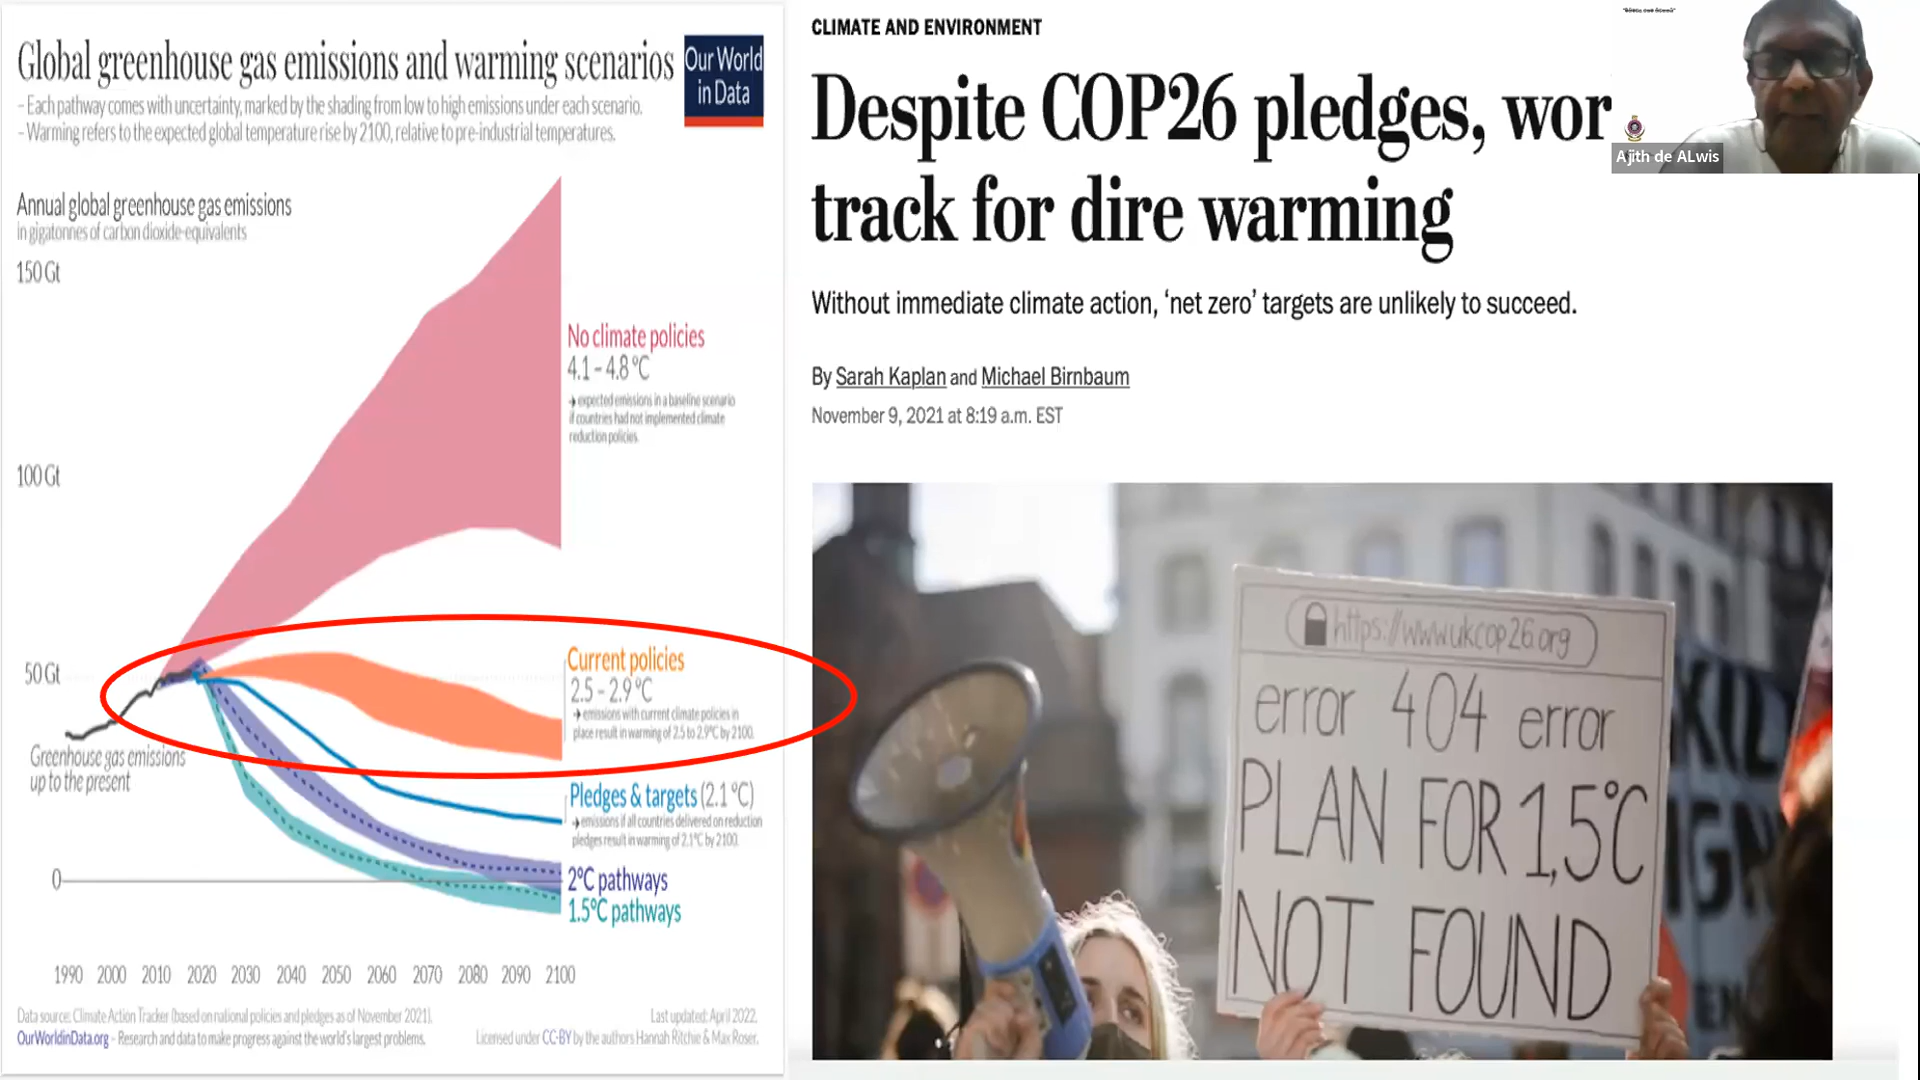 Global greenhouse gas emissions and warming scenarios
Our World
in Data
– Each pathway comes with uncertainty, marked by the shading from low to high emissions under each scenario.
– Warming refers to the expected global temperature rise by 2100, relative to pre-industrial temperatures.
Annual global greenhouse gas emissions
in gigatonnes of carbon dioxide-equivalents
150 Gt
100 Gt
50 Gt
0
No climate policies
4.1 – 4.8 °C
→ expected emissions in a baseline scenario
if countries had not implemented climate
reduction policies.
Current policies
2.5 – 2.9 °C
→ emissions with current climate policies in
place result in warming of 2.5 to 2.9°C by 2100.
Greenhouse gas emissions
up to the present
Pledges & targets (2.1 °C)
→ emissions if all countries delivered on reduction
pledges result in warming of 2.1°C by 2100.
2°C pathways
1.5°C pathways
1990 2000 2010 2020 2030 2040 2050 2060 2070 2080 2090 2100
Data source: Climate Action Tracker (based on national policies and pledges as of November 2021).
Last updated: April 2022.
OurWorldinData.org – Research and data to make progress against the world's largest problems.
Licensed under CC-BY by the authors Hannah Ritchie & Max Roser.
CLIMATE AND ENVIRONMENT
Despite COP26 pledges, wor
track for dire warming
Without immediate climate action, ‘net zero’ targets are unlikely to succeed.
By Sarah Kaplan and Michael Birnbaum
November 9, 2021 at 8:19 a.m. EST
https://www.ukcop26.org
error 404 error
PLAN FOR 1,5°C
NOT FOUND
Ajith de ALwis